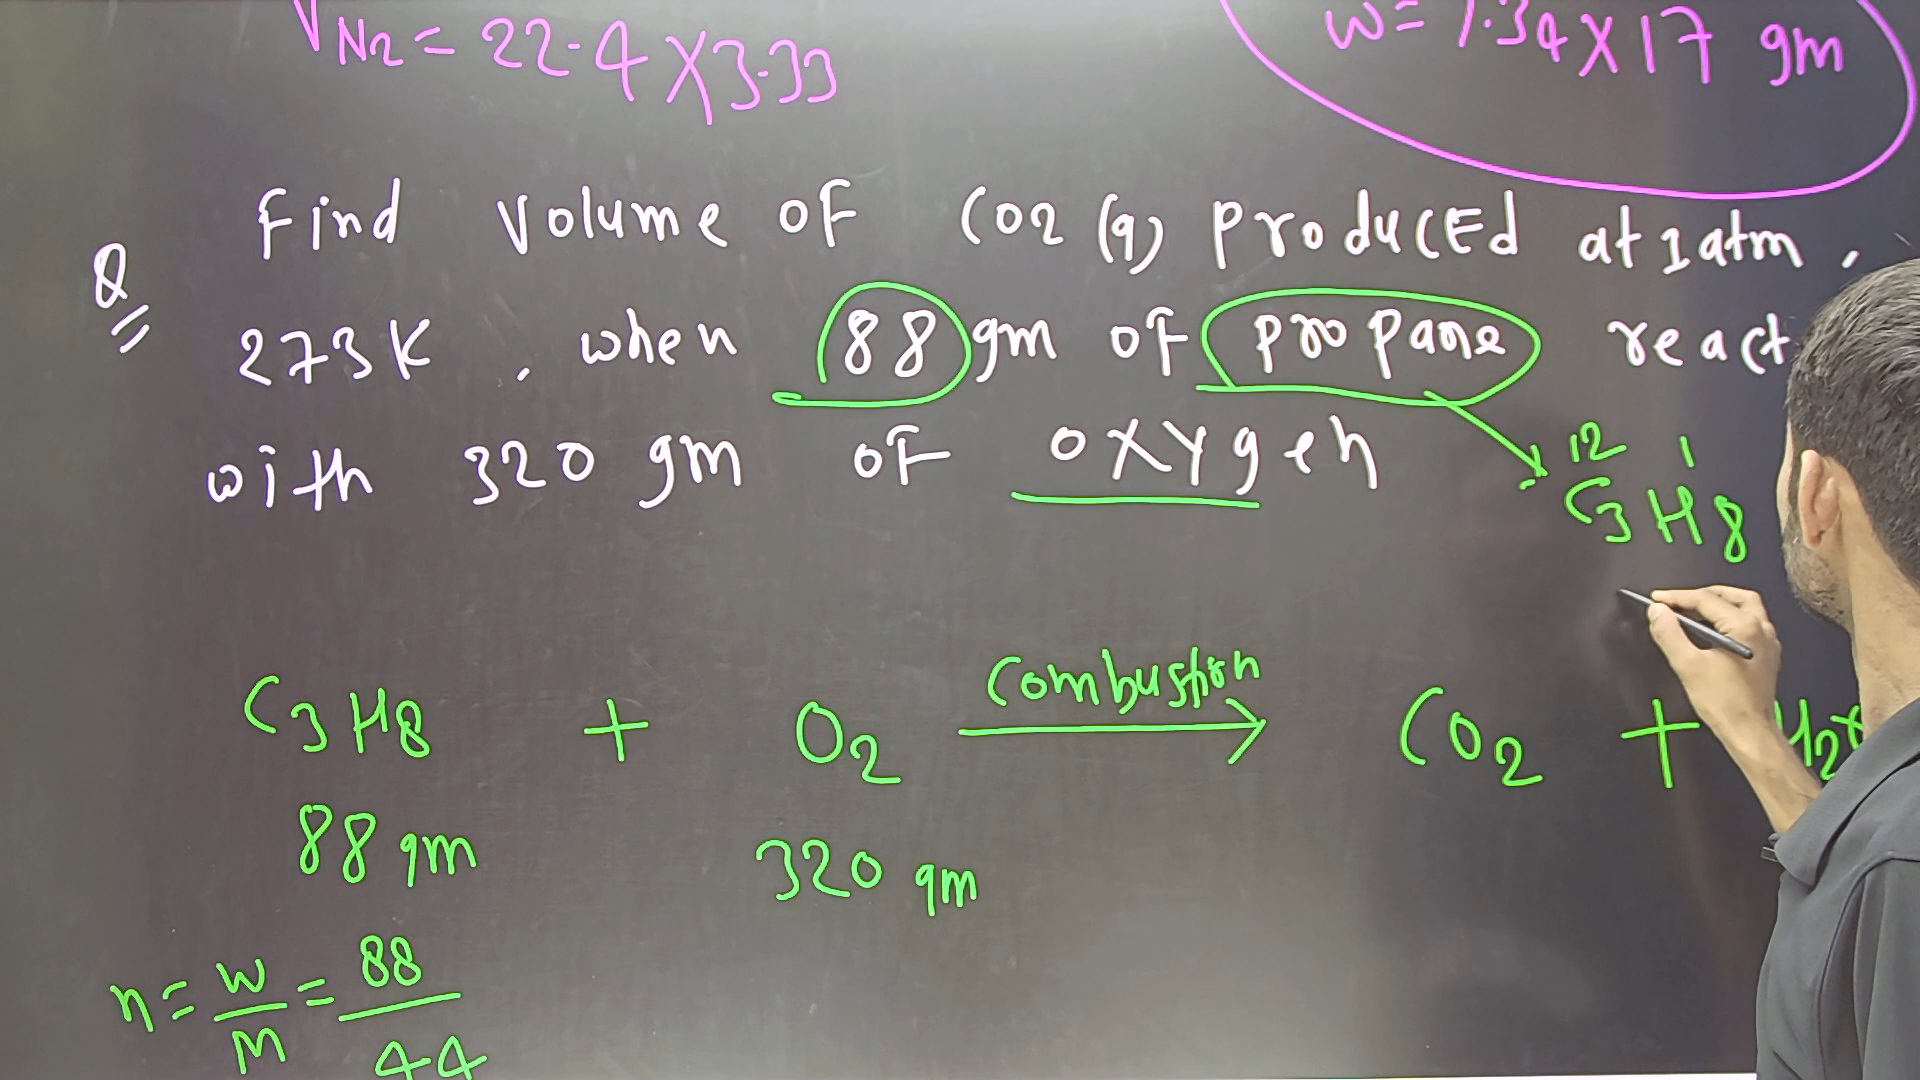 VN2 = 22.4 X 3.33
w = 7.34 X 17 gm
Q Find volume of CO2 (g) produced at 1 atm,
273K, when 88 gm of propane react
with 320 gm of oxygen
12 1
C3H8
Combustion
C3H8 + O2 → CO2 + H2O
88 gm 320 gm
n = w/M = 88/44